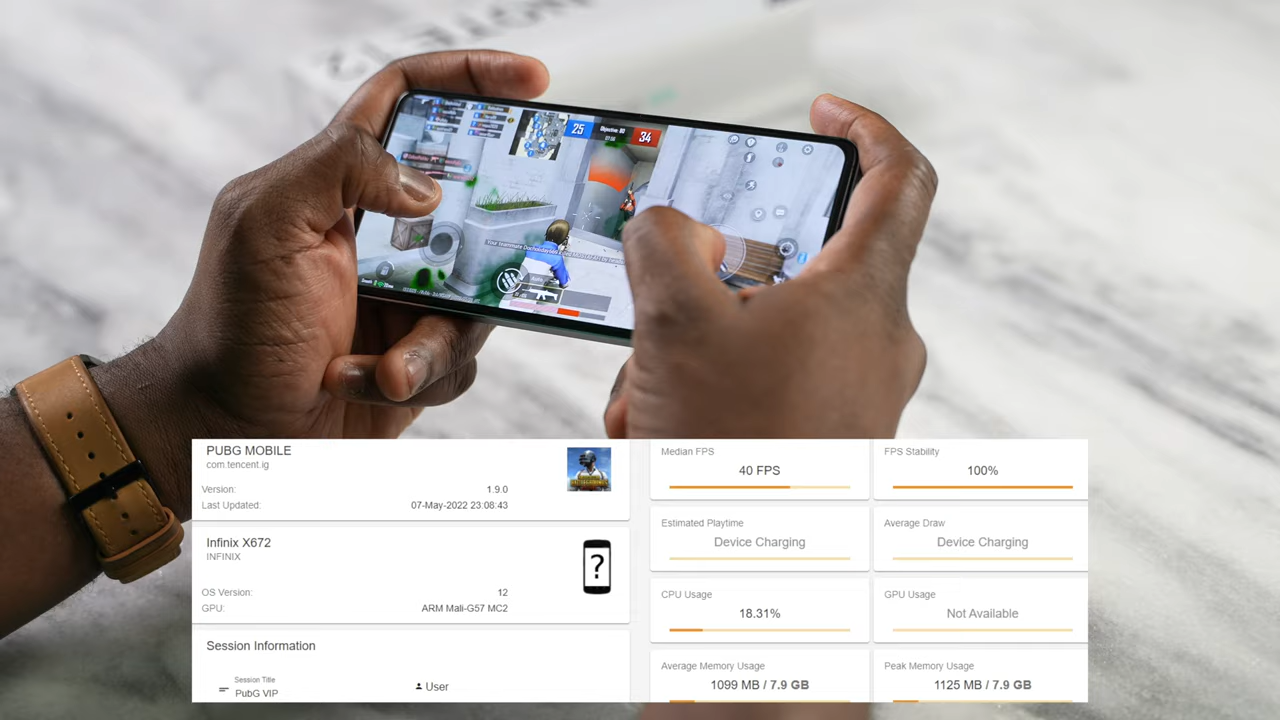 25
34
PUBG MOBILE
com.tencent.ig
Version: 1.9.0
Last Updated: 07-May-2022 23:08:43
Infinix X672
INFINIX
OS Version: 12
GPU: ARM Mali-G57 MC2
Session Information
Session Title
PubG VIP
User
Median FPS
40 FPS
FPS Stability
100%
Estimated Playtime
Device Charging
Average Draw
Device Charging
CPU Usage
18.31%
GPU Usage
Not Available
Average Memory Usage
1099 MB / 7.9 GB
Peak Memory Usage
1125 MB / 7.9 GB